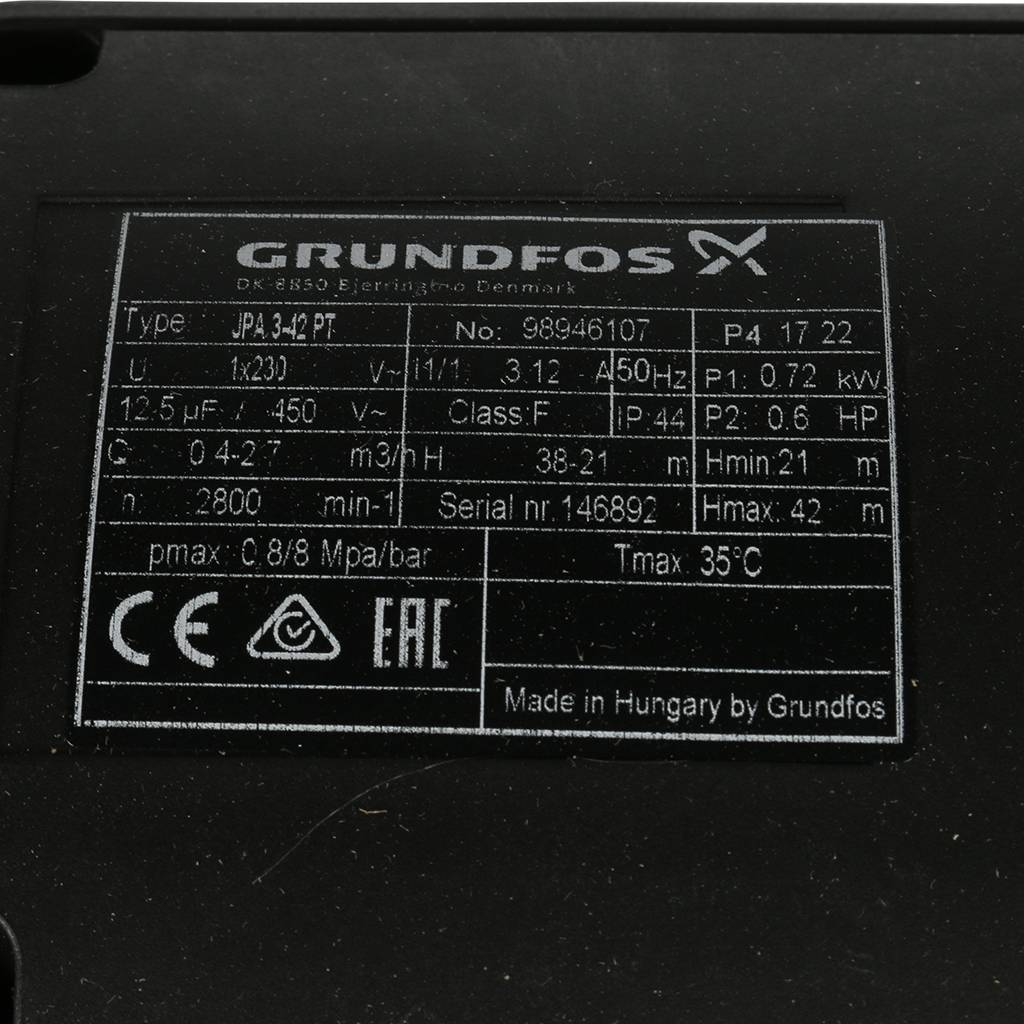 GRUNDFOS
DK-8850 Bjerringbro Denmark
Type JPA 3-42 PT No: 98946107 P4 17 22
U: 1x230 V~ I1/1: 3.12 A 50Hz P1: 0.72 kW
12.5 µF / 450 V~ Class:F IP:44 P2: 0.6 HP
Q: 0.4-2.7 m3/h H 38-21 m Hmin:21 m
n: 2800 min-1 Serial nr. 146892 Hmax: 42 m
pmax: 0.8/8 Mpa/bar Tmax: 35°C
CE EAC
Made in Hungary by Grundfos